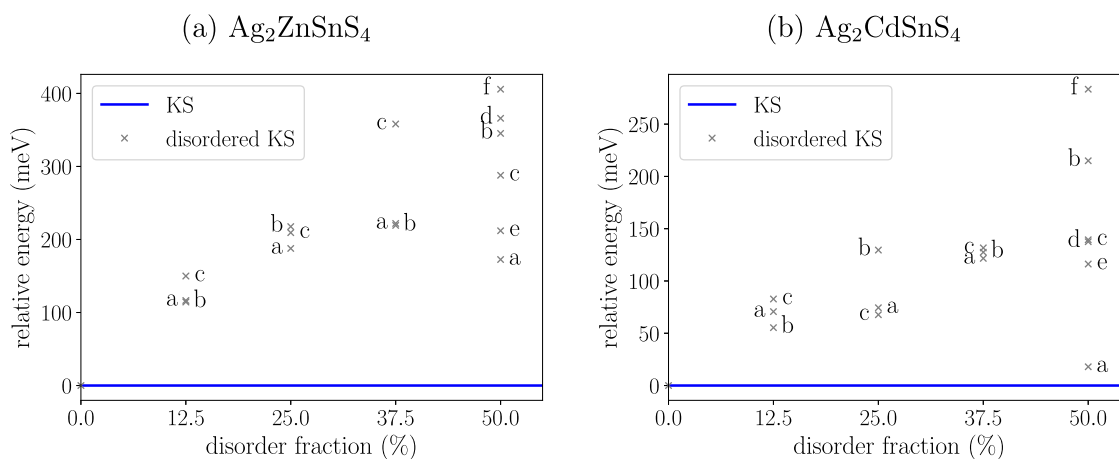 (a) Ag₂ZnSnS₄
KS
disordered KS
relative energy (meV)
400
300
200
100
0
0.0 12.5 25.0 37.5 50.0
disorder fraction (%)
a b c
a b c
a b c
f
d
b
c
e
a
(b) Ag₂CdSnS₄
KS
disordered KS
relative energy (meV)
250
200
150
100
50
0
0.0 12.5 25.0 37.5 50.0
disorder fraction (%)
c
a
b
b
a
c
c
b
a
f
b
d c
e
a